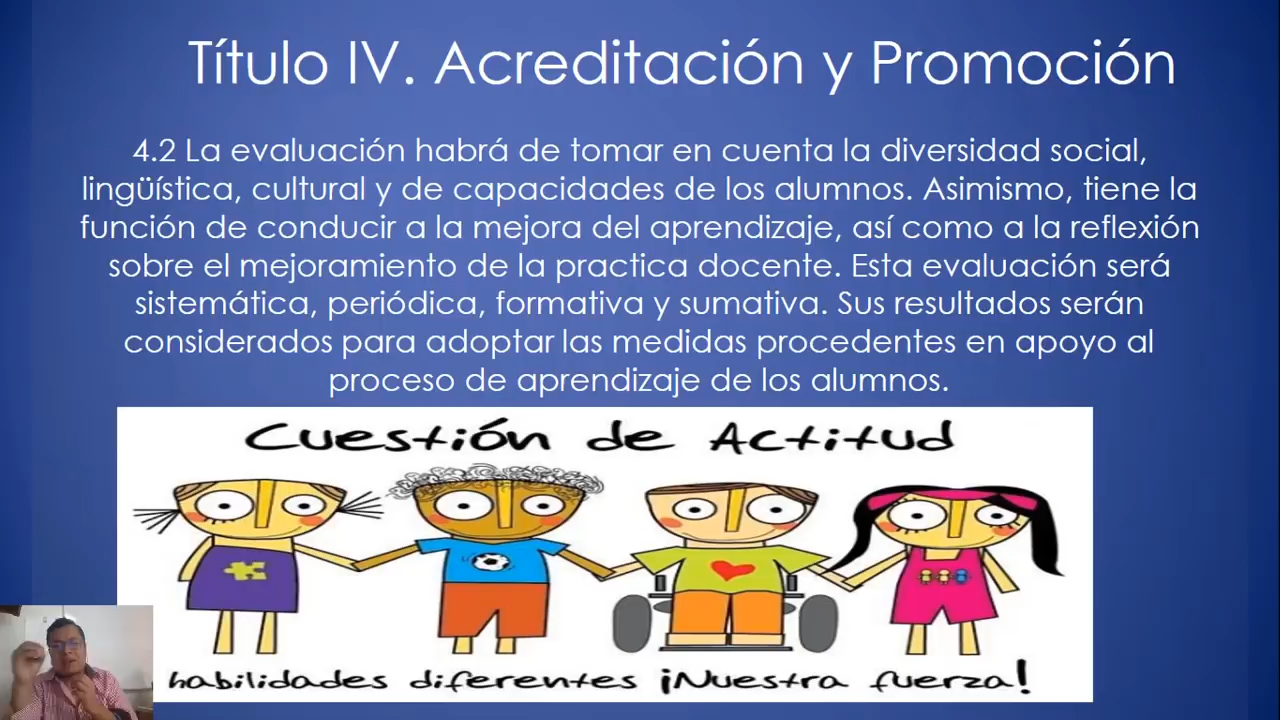 Título IV. Acreditación y Promoción
4.2 La evaluación habrá de tomar en cuenta la diversidad social,
lingüística, cultural y de capacidades de los alumnos. Asimismo, tiene la
función de conducir a la mejora del aprendizaje, así como a la reflexión
sobre el mejoramiento de la practica docente. Esta evaluación será
sistemática, periódica, formativa y sumativa. Sus resultados serán
considerados para adoptar las medidas procedentes en apoyo al
proceso de aprendizaje de los alumnos.
Cuestión de Actitud
habilidades diferentes ¡Nuestra fuerza!